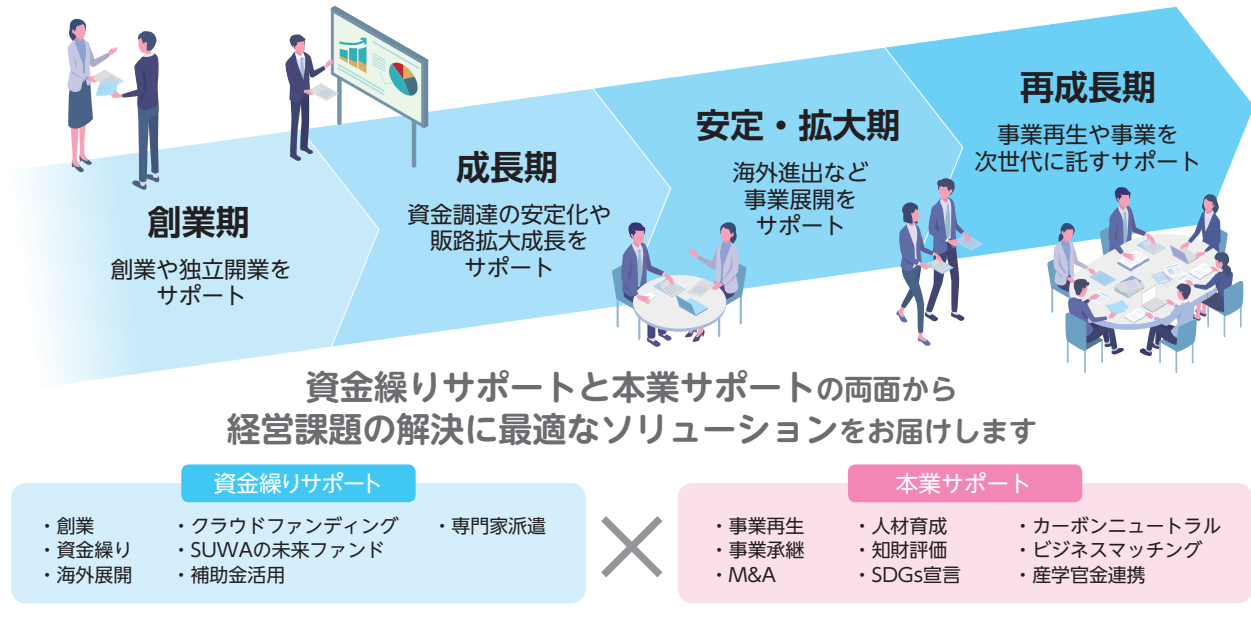 創業期
創業や独立開業を
サポート
成長期
資金調達の安定化や
販路拡大成長を
サポート
安定・拡大期
海外進出など
事業展開を
サポート
再成長期
事業再生や事業を
次世代に託すサポート
資金繰りサポートと本業サポートの両面から
経営課題の解決に最適なソリューションをお届けします
資金繰りサポート
・創業
・資金繰り
・海外展開
・クラウドファンディング
・SUWAの未来ファンド
・補助金活用
・専門家派遣
×
本業サポート
・事業再生
・事業承継
・M&A
・人材育成
・知財評価
・SDGs宣言
・カーボンニュートラル
・ビジネスマッチング
・産学官金連携